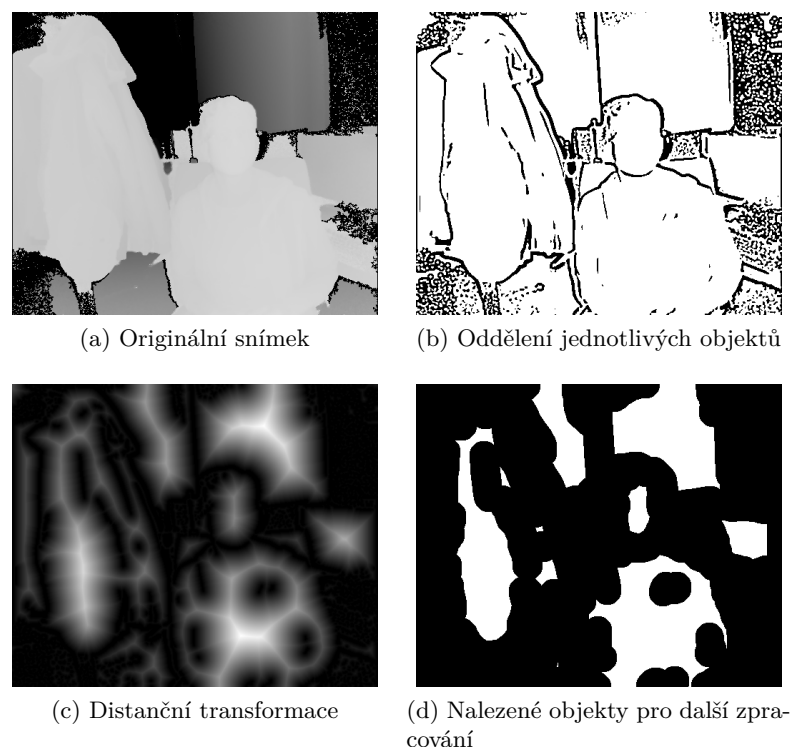 (a) Originální snímek
(b) Oddělení jednotlivých objektů
(c) Distanční transformace
(d) Nalezené objekty pro další zpra-
cování